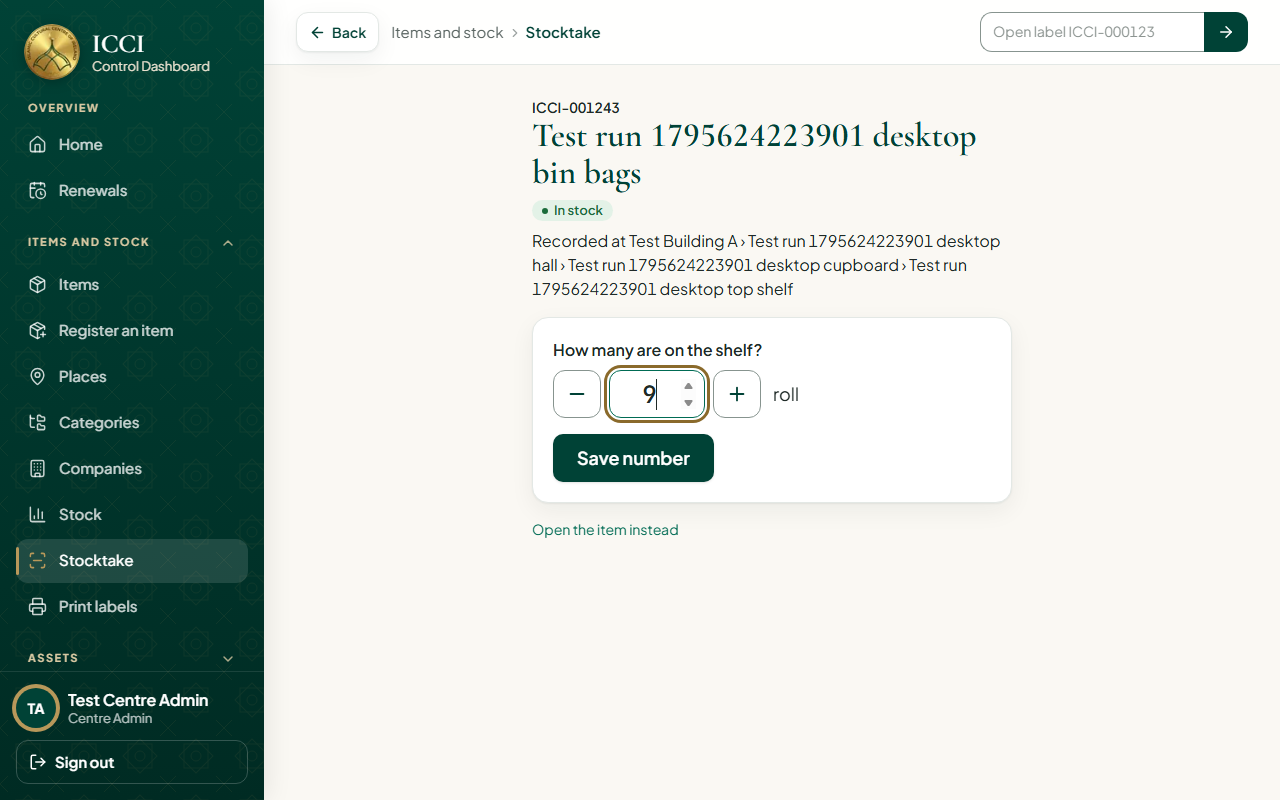 ICCI
Control Dashboard
OVERVIEW
Home
Renewals
ITEMS AND STOCK
Items
Register an item
Places
Categories
Companies
Stock
Stocktake
Print labels
ASSETS
TA
Test Centre Admin
Centre Admin
Sign out
Back
Items and stock › Stocktake
Open label ICCI-000123
ICCI-001243
Test run 1795624223901 desktop
bin bags
In stock
Recorded at Test Building A › Test run 1795624223901 desktop
hall › Test run 1795624223901 desktop cupboard › Test run
1795624223901 desktop top shelf
How many are on the shelf?
9
roll
Save number
Open the item instead